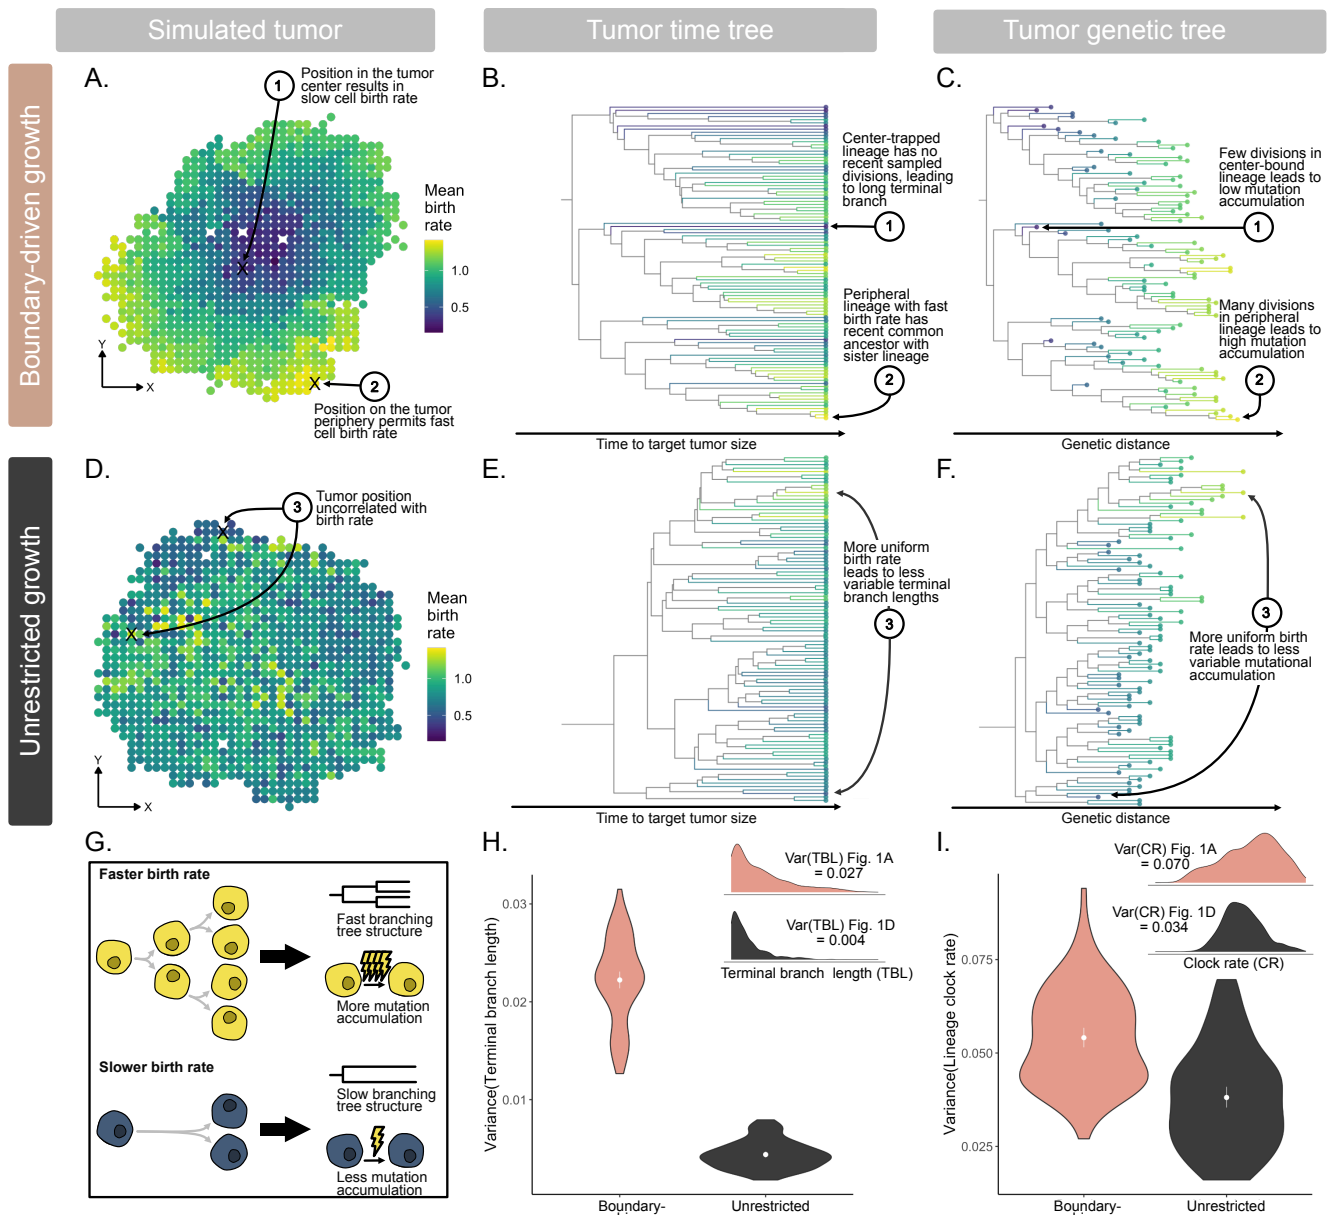 Simulated tumor
Tumor time tree
Tumor genetic tree
Boundary-driven growth
A.
1
Position in the tumor
center results in
slow cell birth rate
Mean
birth
rate
1.0
0.5
Y
X
X
X
2
Position on the tumor
periphery permits fast
cell birth rate
B.
Center-trapped
lineage has no
recent sampled
divisions, leading
to long terminal
branch
1
Peripheral
lineage with fast
birth rate has
recent common
ancestor with
sister lineage
2
Time to target tumor size
C.
Few divisions in
center-bound
lineage leads to
low mutation
accumulation
1
Many divisions
in peripheral
lineage leads to
high mutation
accumulation
2
Genetic distance
Unrestricted growth
D.
3
Tumor position
uncorrelated with
birth rate
X
X
Mean
birth
rate
1.0
0.5
Y
X
E.
More uniform
birth rate
leads to less
variable terminal
branch lengths
3
Time to target tumor size
F.
3
More uniform birth
rate leads to less
variable mutational
accumulation
Genetic distance
G.
Faster birth rate
Fast branching
tree structure
More mutation
accumulation
Slower birth rate
Slow branching
tree structure
Less mutation
accumulation
H.
Var(TBL) Fig. 1A
= 0.027
Var(TBL) Fig. 1D
= 0.004
Terminal branch length (TBL)
Variance(Terminal branch length)
0.03
0.02
0.01
Boundary-
Unrestricted
I.
Var(CR) Fig. 1A
= 0.070
Var(CR) Fig. 1D
= 0.034
Clock rate (CR)
Variance(Lineage clock rate)
0.075
0.050
0.025
Boundary-
Unrestricted